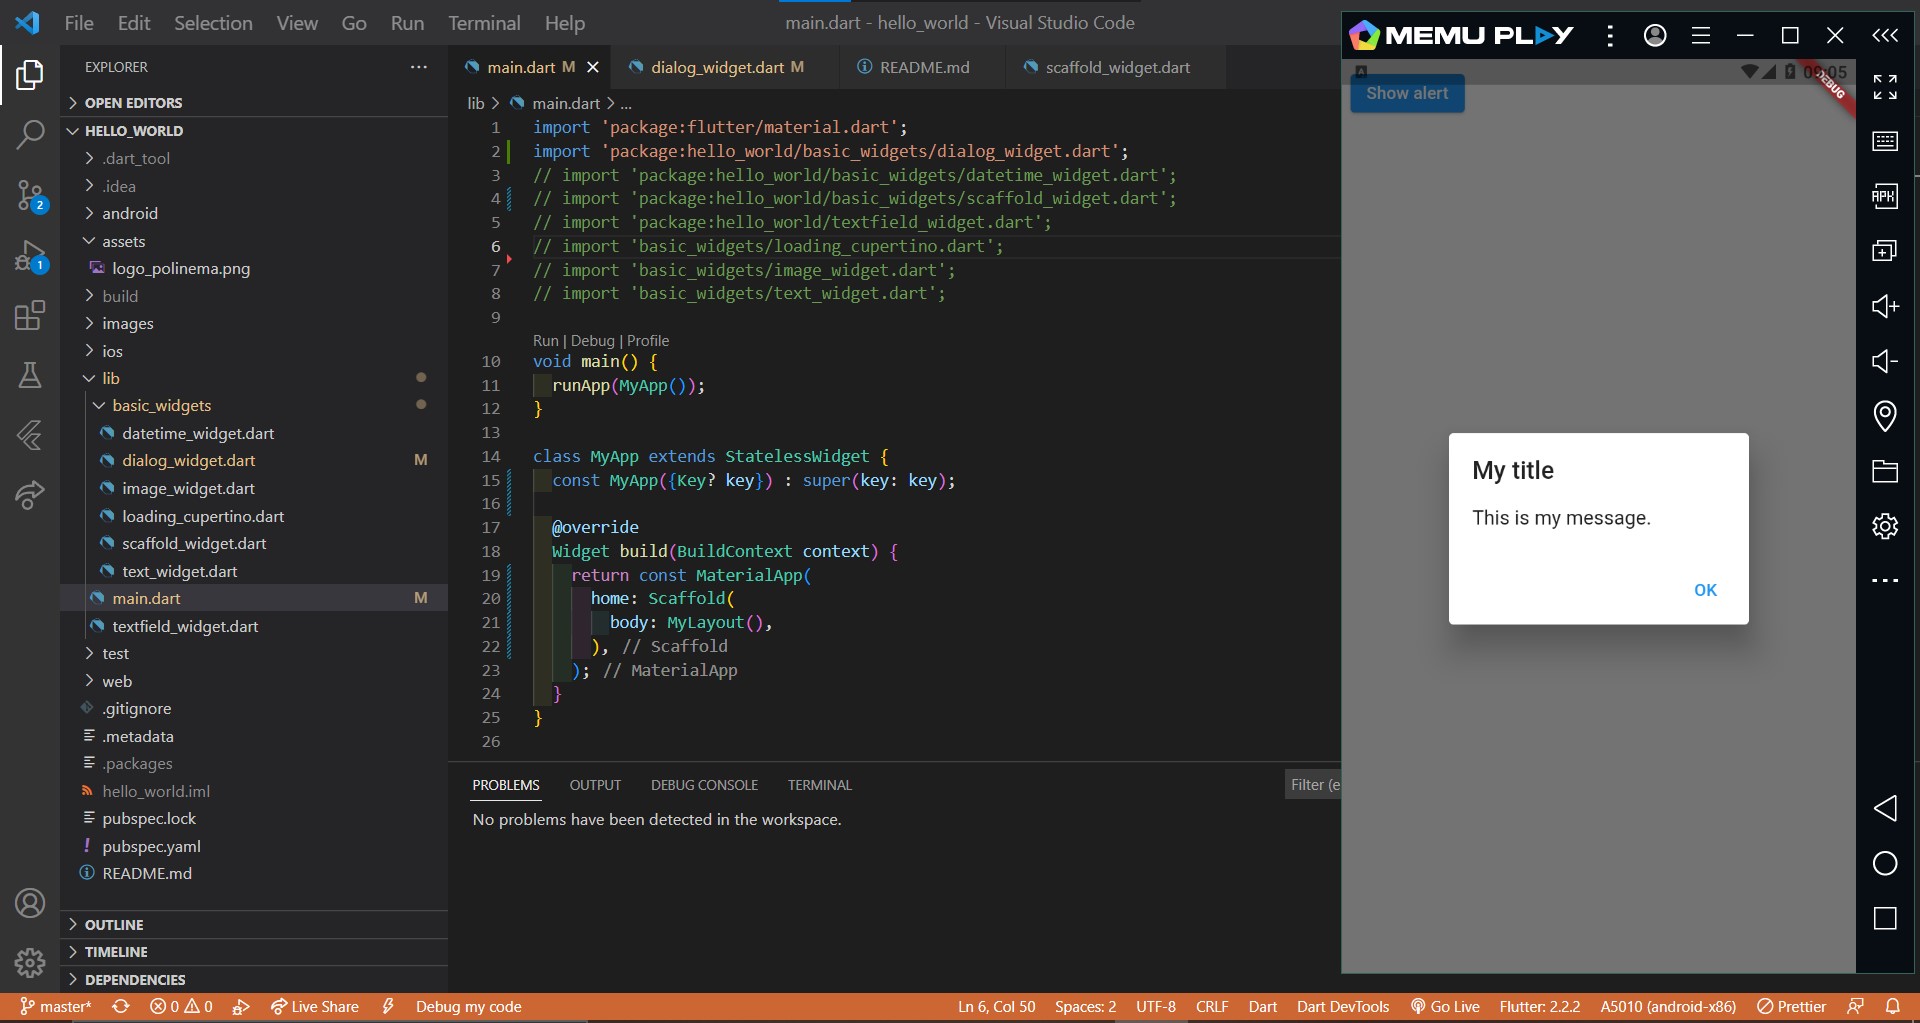 File Edit Selection View Go Run Terminal Help
main.dart - hello_world - Visual Studio Code
EXPLORER
OPEN EDITORS
HELLO_WORLD
.dart_tool
.idea
android
assets
logo_polinema.png
build
images
ios
lib
basic_widgets
datetime_widget.dart
dialog_widget.dart M
image_widget.dart
loading_cupertino.dart
scaffold_widget.dart
text_widget.dart
main.dart M
textfield_widget.dart
test
web
.gitignore
.metadata
.packages
hello_world.iml
pubspec.lock
pubspec.yaml
README.md
OUTLINE
TIMELINE
DEPENDENCIES
2
1
main.dart M dialog_widget.dart M README.md scaffold_widget.dart
lib > main.dart > ...
1 import 'package:flutter/material.dart';
2 import 'package:hello_world/basic_widgets/dialog_widget.dart';
3 // import 'package:hello_world/basic_widgets/datetime_widget.dart';
4 // import 'package:hello_world/basic_widgets/scaffold_widget.dart';
5 // import 'package:hello_world/textfield_widget.dart';
6 // import 'basic_widgets/loading_cupertino.dart';
7 // import 'basic_widgets/image_widget.dart';
8 // import 'basic_widgets/text_widget.dart';
9
Run | Debug | Profile
10 void main() {
11 runApp(MyApp());
12 }
13
14 class MyApp extends StatelessWidget {
15 const MyApp({Key? key}) : super(key: key);
16
17 @override
18 Widget build(BuildContext context) {
19 return const MaterialApp(
20 home: Scaffold(
21 body: MyLayout(),
22 ), // Scaffold
23 ); // MaterialApp
24 }
25 }
26
PROBLEMS OUTPUT DEBUG CONSOLE TERMINAL
Filter (e
No problems have been detected in the workspace.
MEMU PLAY
09:05
DEBUG
Show alert
My title
This is my message.
OK
APK
master* 0 0 Live Share Debug my code
Ln 6, Col 50 Spaces: 2 UTF-8 CRLF Dart Dart DevTools Go Live Flutter: 2.2.2 A5010 (android-x86) Prettier